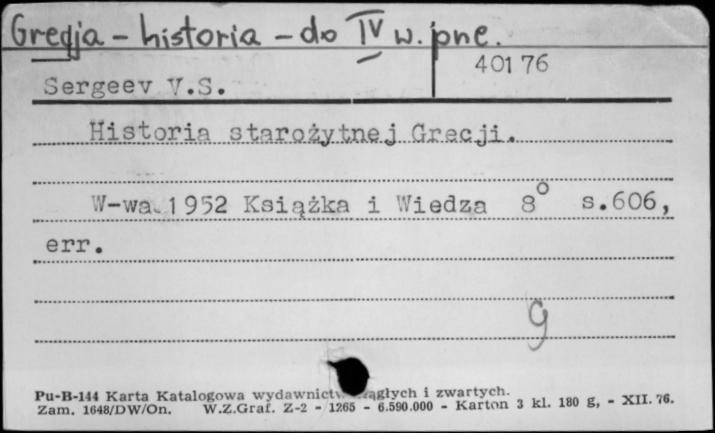 Grecja - historia - do IV w. pne.
40176
Sergeev V.S.
Historia starożytnej Grecji.
W-wa 1952 Książka i Wiedza 8° s.606,
err.
9
Pu-B-144 Karta Katalogowa wydawnictw ciągłych i zwartych.
Zam. 1648/DW/On. W.Z.Graf. Z-2 - 1265 - 6.590.000 - Karton 3 kl. 180 g, - XII. 76.